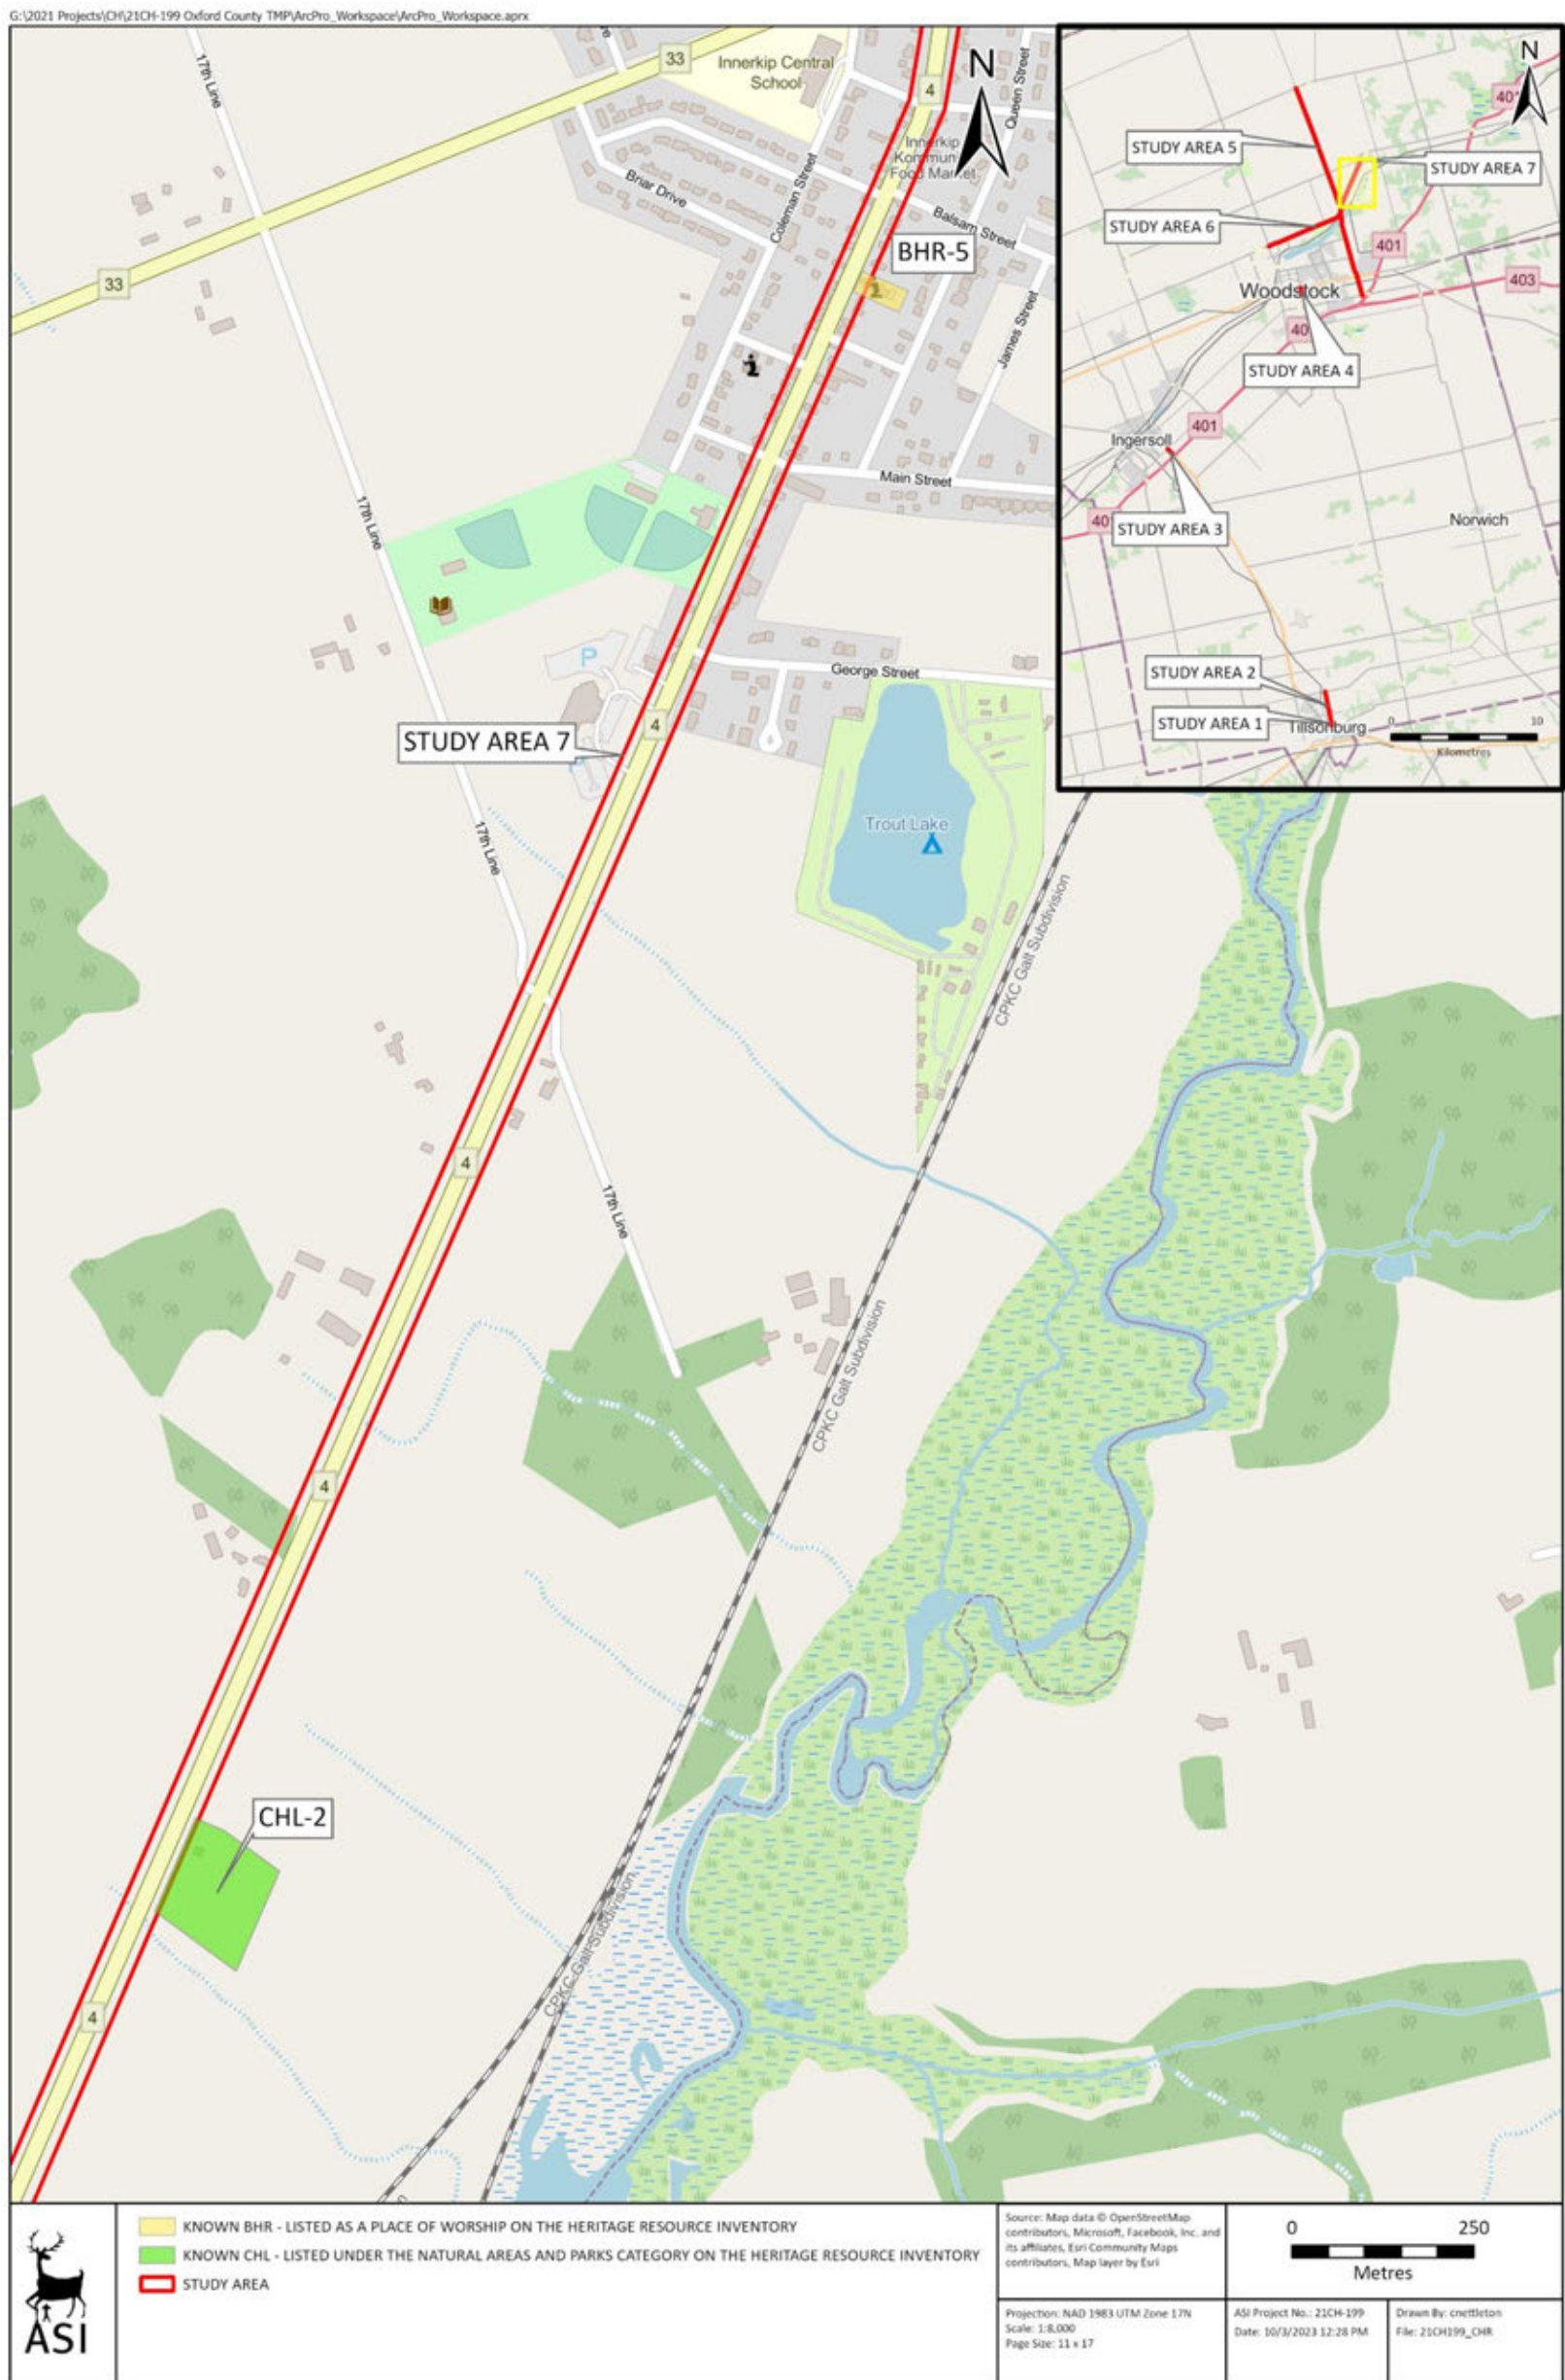 G:\2021 Projects\CH\21CH-199 Oxford County TMP\ArcPro_Workspace\ArcPro_Workspace.aprx
17th Line
33
Innerkip Central
School
4
N
Queen Street
Innerkip
Food Market
Briar Drive
Coleman Street
Balsam Street
BHR-5
33
James Street
Main Street
17th Line
P
George Street
STUDY AREA 7
4
P
Trout Lake
17th Line
CPKC Galt Subdivision
4
17th Line
CPKC Galt Subdivision
4
CHL-2
CPKC Galt Subdivision
4
N
401
STUDY AREA 5
STUDY AREA 7
STUDY AREA 6
401
403
Woodstock
40
STUDY AREA 4
401
Ingersoll
40
STUDY AREA 3
Norwich
STUDY AREA 2
STUDY AREA 1
Tillsonburg
0 10
Kilometres
ASI
KNOWN BHR - LISTED AS A PLACE OF WORSHIP ON THE HERITAGE RESOURCE INVENTORY
KNOWN CHL - LISTED UNDER THE NATURAL AREAS AND PARKS CATEGORY ON THE HERITAGE RESOURCE INVENTORY
STUDY AREA
Source: Map data © OpenStreetMap
contributors, Microsoft, Facebook, Inc. and
its affiliates, Esri Community Maps
contributors, Map layer by Esri
0 250
Metres
Projection: NAD 1983 UTM Zone 17N
Scale: 1:8,000
Page Size: 11 x 17
ASI Project No.: 21CH-199
Date: 10/3/2023 12:28 PM
Drawn By: cnettleton
File: 21CH199_CHR